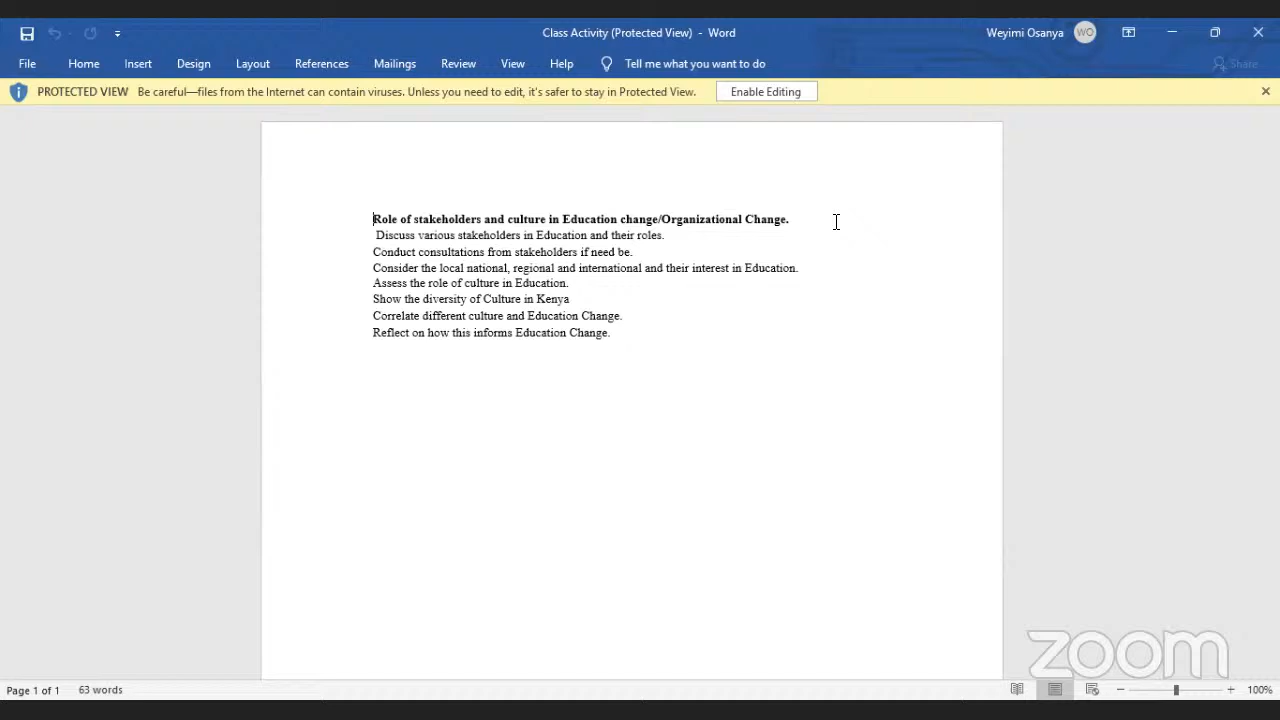 Class Activity (Protected View) - Word
Weyimi Osanya
WO
File
Home
Insert
Design
Layout
References
Mailings
Review
View
Help
Tell me what you want to do
Share
PROTECTED VIEW Be careful—files from the Internet can contain viruses. Unless you need to edit, it's safer to stay in Protected View.
Enable Editing
Role of stakeholders and culture in Education change/Organizational Change.
Discuss various stakeholders in Education and their roles.
Conduct consultations from stakeholders if need be.
Consider the local national, regional and international and their interest in Education.
Assess the role of culture in Education.
Show the diversity of Culture in Kenya
Correlate different culture and Education Change.
Reflect on how this informs Education Change.
zoom
Page 1 of 1
63 words
100%